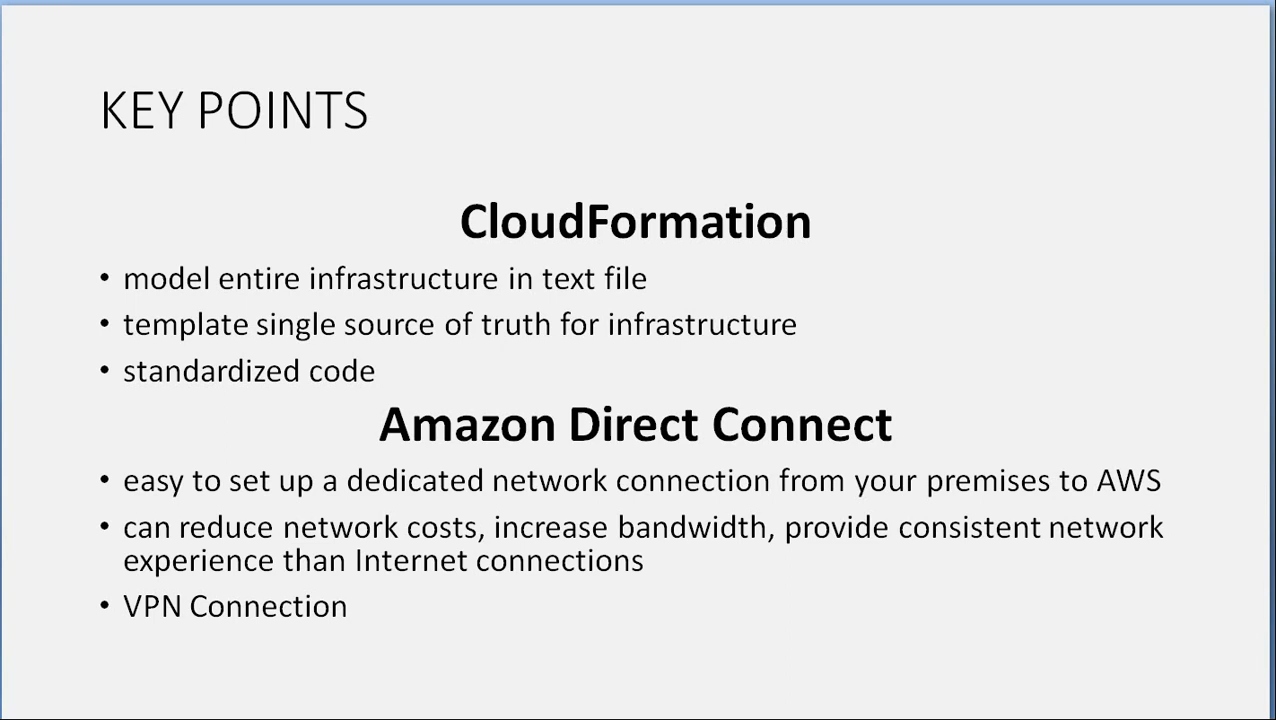 KEY POINTS
CloudFormation
• model entire infrastructure in text file
• template single source of truth for infrastructure
• standardized code
Amazon Direct Connect
• easy to set up a dedicated network connection from your premises to AWS
• can reduce network costs, increase bandwidth, provide consistent network
experience than Internet connections
• VPN Connection